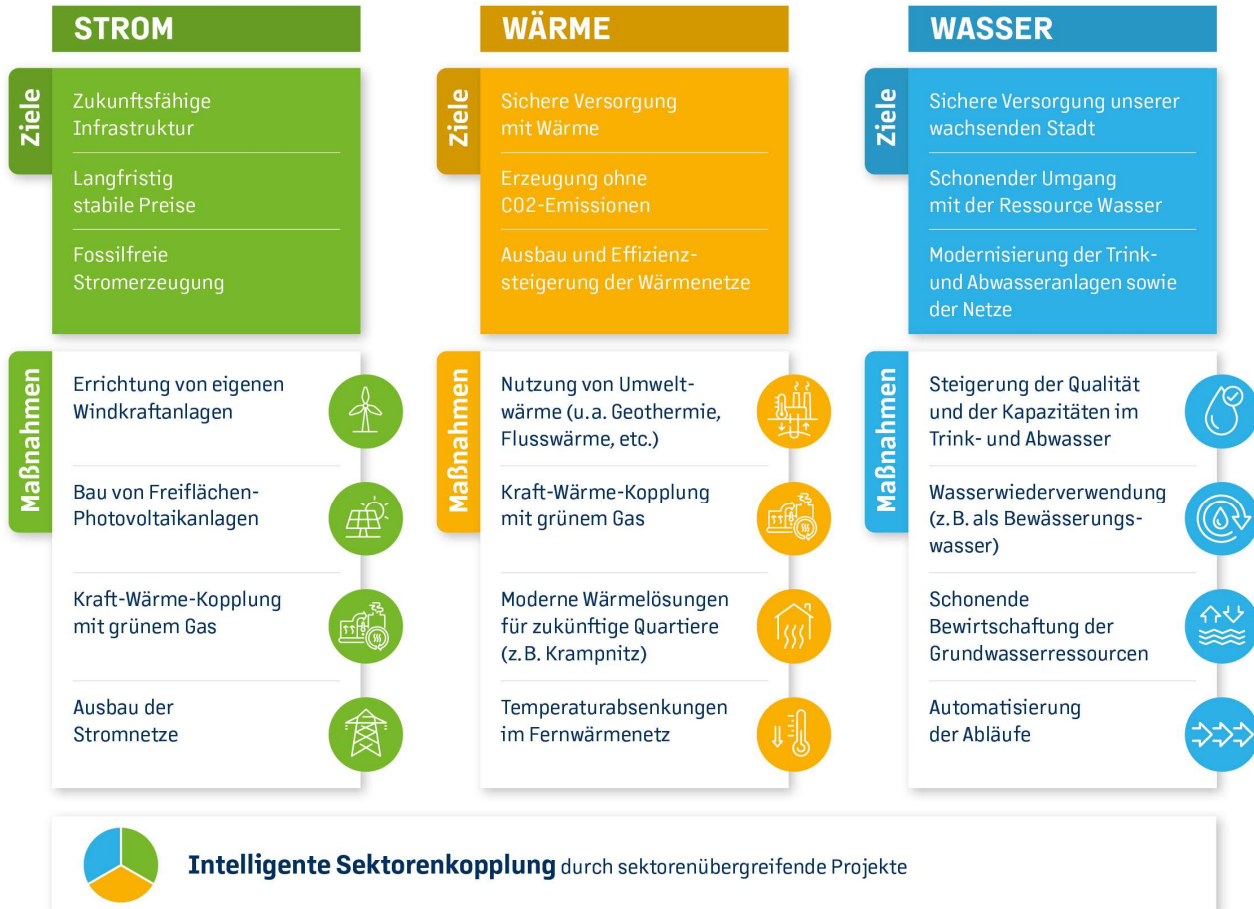 STROM
Ziele
Zukunftsfähige
Infrastruktur
Langfristig
stabile Preise
Fossilfreie
Stromerzeugung
Maßnahmen
Errichtung von eigenen
Windkraftanlagen
Bau von Freiflächen-
Photovoltaikanlagen
Kraft-Wärme-Kopplung
mit grünem Gas
Ausbau der
Stromnetze
WÄRME
Ziele
Sichere Versorgung
mit Wärme
Erzeugung ohne
CO2-Emissionen
Ausbau und Effizienz-
steigerung der Wärmenetze
Maßnahmen
Nutzung von Umwelt-
wärme (u.a. Geothermie,
Flusswärme, etc.)
Kraft-Wärme-Kopplung
mit grünem Gas
Moderne Wärmelösungen
für zukünftige Quartiere
(z.B. Krampnitz)
Temperaturabsenkungen
im Fernwärmenetz
WASSER
Ziele
Sichere Versorgung unserer
wachsenden Stadt
Schonender Umgang
mit der Ressource Wasser
Modernisierung der Trink-
und Abwasseranlagen sowie
der Netze
Maßnahmen
Steigerung der Qualität
und der Kapazitäten im
Trink- und Abwasser
Wasserwiederverwendung
(z.B. als Bewässerungs-
wasser)
Schonende
Bewirtschaftung der
Grundwasserressourcen
Automatisierung
der Abläufe
Intelligente Sektorenkopplung durch sektorenübergreifende Projekte